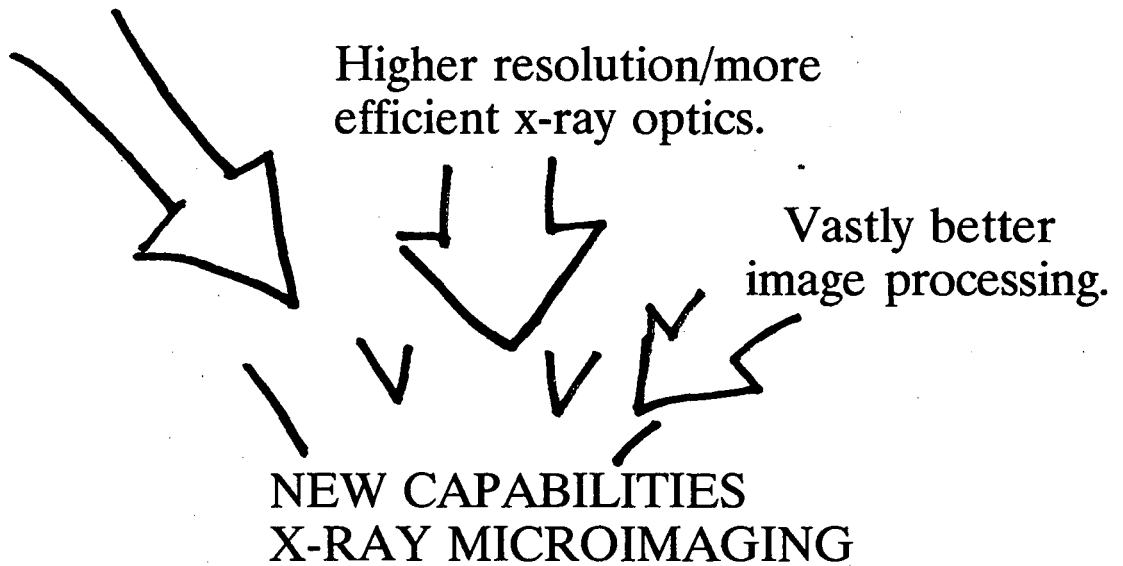 Higher resolution/more
efficient x-ray optics.
Vastly better
image processing.
NEW CAPABILITIES
X-RAY MICROIMAGING